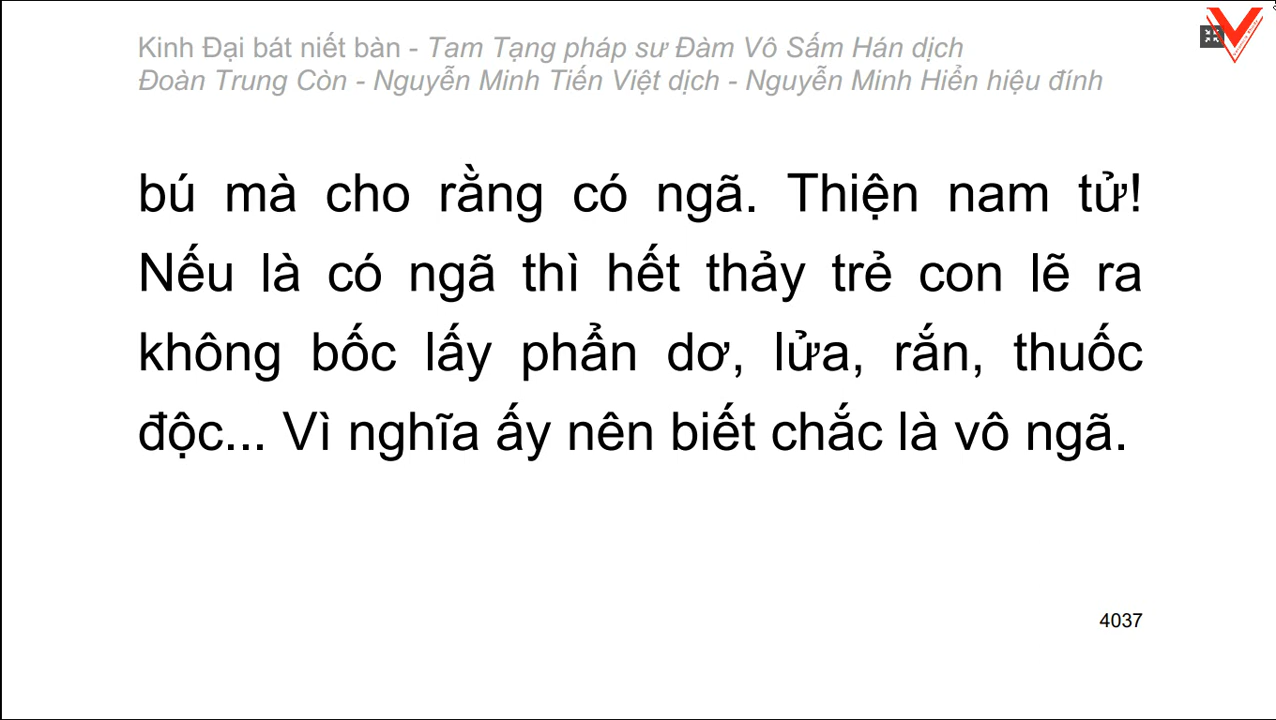 Kinh Đại bát niết bàn - Tam Tạng pháp sư Đàm Vô Sấm Hán dịch
Đoàn Trung Còn - Nguyễn Minh Tiến Việt dịch - Nguyễn Minh Hiển hiệu đính
bú mà cho rằng có ngã. Thiện nam tử!
Nếu là có ngã thì hết thảy trẻ con lẽ ra
không bốc lấy phẩn dơ, lửa, rắn, thuốc
độc... Vì nghĩa ấy nên biết chắc là vô ngã.
4037